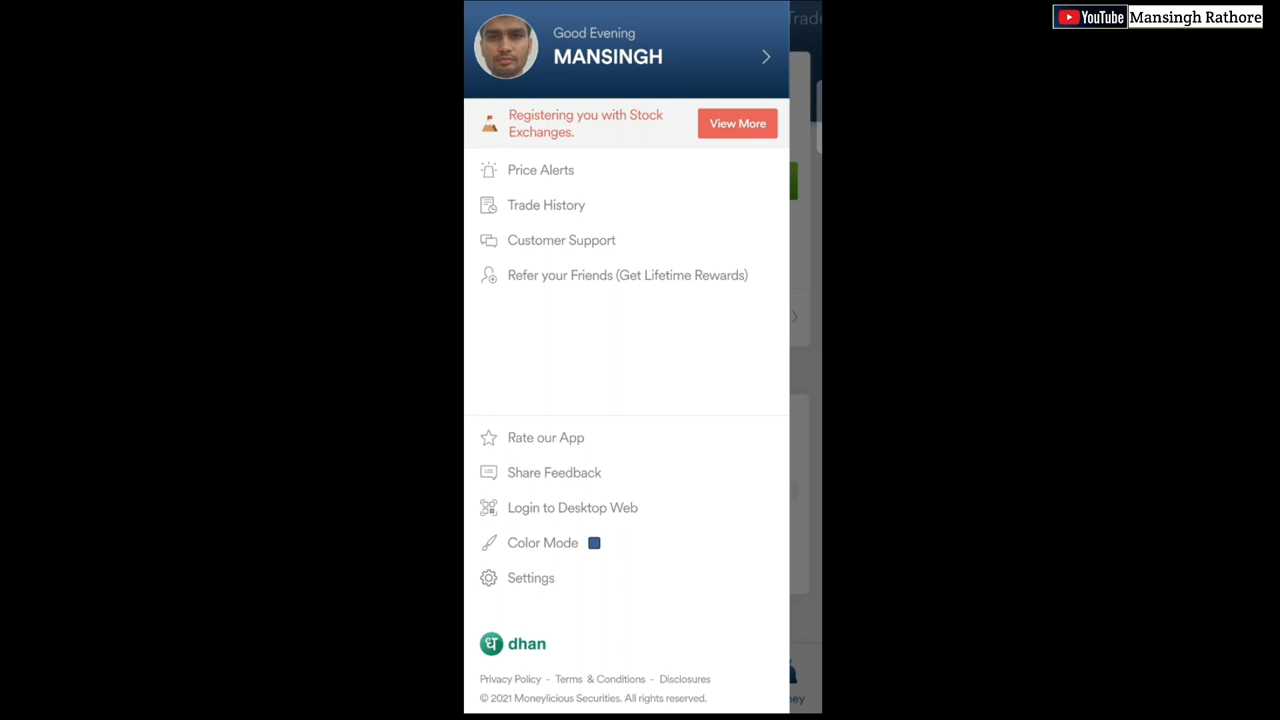 YouTube Mansingh Rathore
Trade
Good Evening
MANSINGH
Registering you with Stock
Exchanges.
View More
Price Alerts
Trade History
Customer Support
Refer your Friends (Get Lifetime Rewards)
Rate our App
Share Feedback
Login to Desktop Web
Color Mode
Settings
ध dhan
ney
Privacy Policy - Terms & Conditions - Disclosures
© 2021 Moneylicious Securities. All rights reserved.